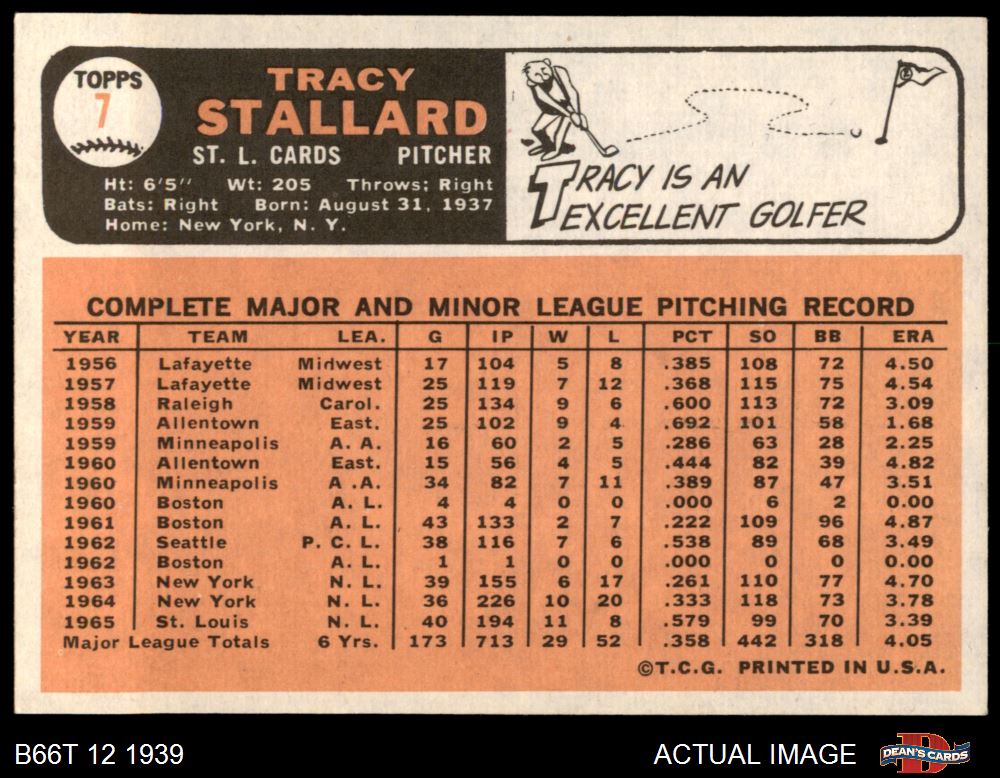 TOPPS
7
TRACY
STALLARD
ST. L. CARDS PITCHER
Ht: 6'5" Wt: 205 Throws: Right
Bats: Right Born: August 31, 1937
Home: New York, N. Y.
TRACY IS AN
EXCELLENT GOLFER
COMPLETE MAJOR AND MINOR LEAGUE PITCHING RECORD
YEAR TEAM LEA. G IP W L PCT SO BB ERA
1956 Lafayette Midwest 17 104 5 8 .385 108 72 4.50
1957 Lafayette Midwest 25 119 7 12 .368 115 75 4.54
1958 Raleigh Carol. 25 134 9 6 .600 113 72 3.09
1959 Allentown East. 25 102 9 4 .692 101 58 1.68
1959 Minneapolis A. A. 16 60 2 5 .286 63 28 2.25
1960 Allentown East. 15 56 4 5 .444 82 39 4.82
1960 Minneapolis A .A. 34 82 7 11 .389 87 47 3.51
1960 Boston A. L. 4 4 0 0 .000 6 2 0.00
1961 Boston A. L. 43 133 2 7 .222 109 96 4.87
1962 Seattle P. C. L. 38 116 7 6 .538 89 68 3.49
1962 Boston A. L. 1 1 0 0 .000 0 0 0.00
1963 New York N. L. 39 155 6 17 .261 110 77 4.70
1964 New York N. L. 36 226 10 20 .333 118 73 3.78
1965 St. Louis N. L. 40 194 11 8 .579 99 70 3.39
Major League Totals 6 Yrs. 173 713 29 52 .358 442 318 4.05
©T.C.G. PRINTED IN U.S.A.
B66T 12 1939 ACTUAL IMAGE DEAN'S CARDS